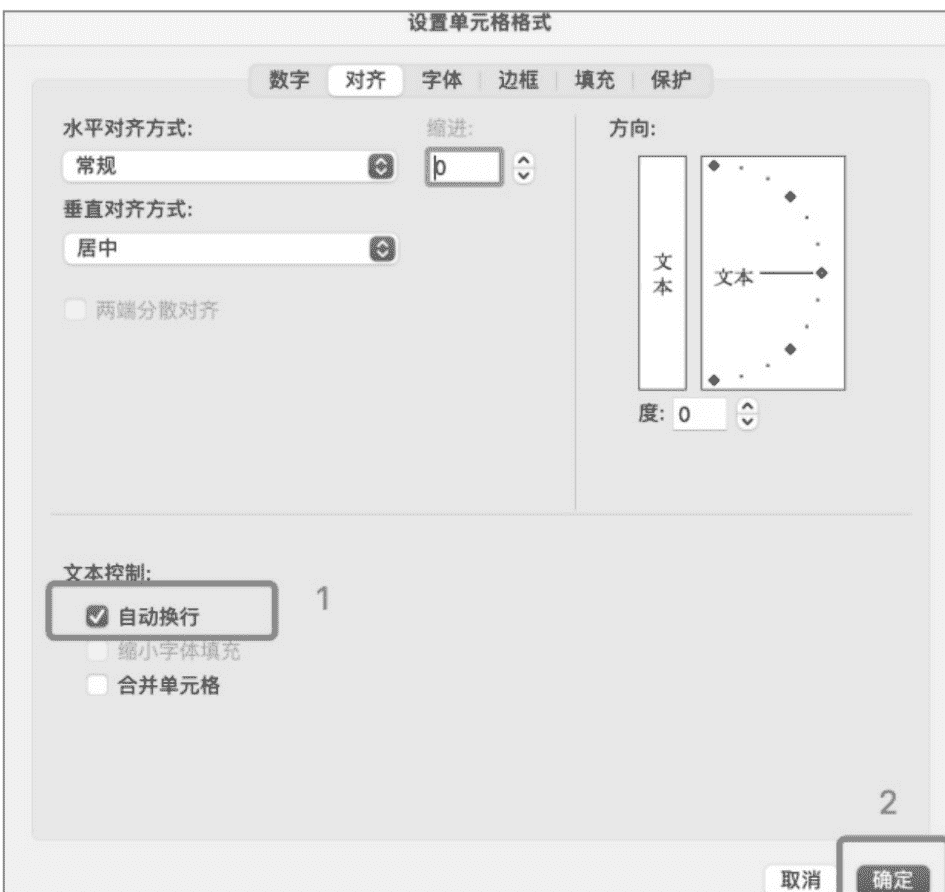 设置单元格格式
数字 对齐 字体 边框 填充 保护
水平对齐方式: 缩进: 方向:
常规 0
垂直对齐方式:
居中
文本 文本
两端分散对齐
度: 0
文本控制:
自动换行 1
缩小字体填充
合并单元格
2
取消 确定